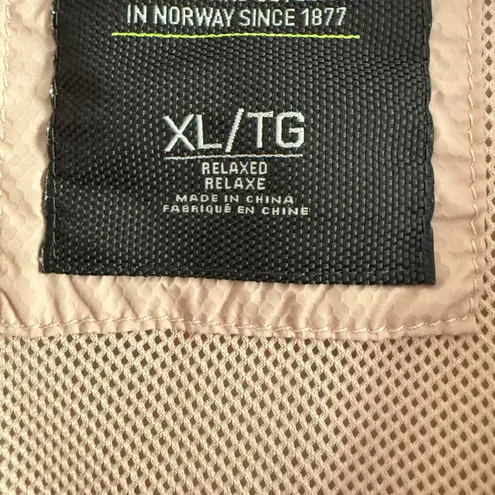 IN NORWAY SINCE 1877
XL/TG
RELAXED
RELAXE
MADE IN CHINA
FABRIQUÉ EN CHINE